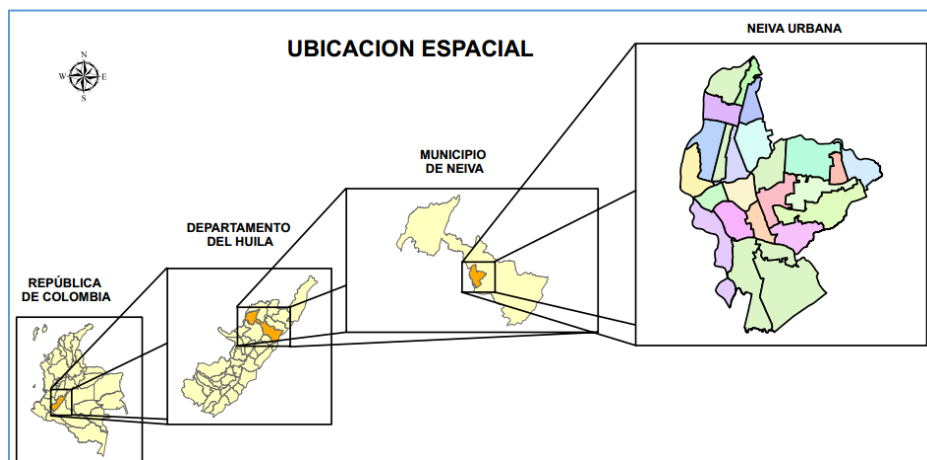 UBICACION ESPACIAL
N
W E
S
REPÚBLICA
DE COLOMBIA
DEPARTAMENTO
DEL HUILA
MUNICIPIO
DE NEIVA
NEIVA URBANA